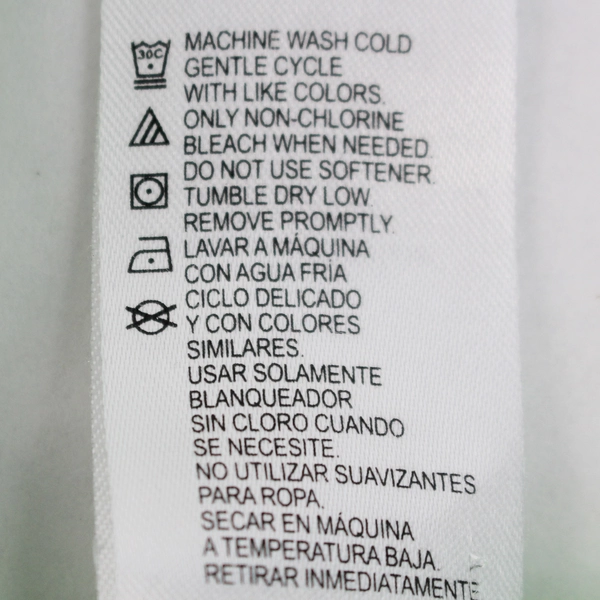 30C
MACHINE WASH COLD
GENTLE CYCLE
WITH LIKE COLORS.
ONLY NON-CHLORINE
BLEACH WHEN NEEDED.
DO NOT USE SOFTENER.
TUMBLE DRY LOW.
REMOVE PROMPTLY.
LAVAR A MÁQUINA
CON AGUA FRÍA
CICLO DELICADO
Y CON COLORES
SIMILARES.
USAR SOLAMENTE
BLANQUEADOR
SIN CLORO CUANDO
SE NECESITE.
NO UTILIZAR SUAVIZANTES
PARA ROPA.
SECAR EN MÁQUINA
A TEMPERATURA BAJA.
RETIRAR INMEDIATAMENTE